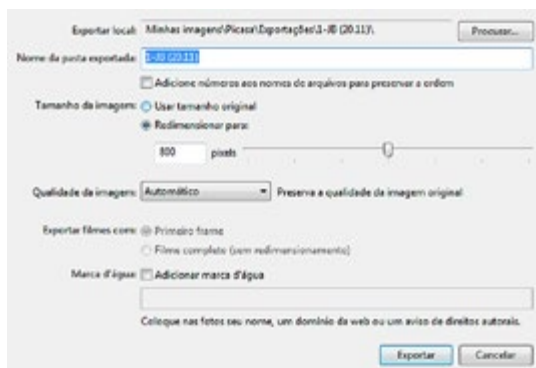 Exportar local: Minhas imagens\Picasa\Exportações\1-JB (20.11)\ Procurar...
Nome da pasta exportada: 1-JB (20.11)
Adicione números aos nomes de arquivos para preservar a ordem
Tamanho da imagem: Usar tamanho original
Redimensionar para:
800 pixels
Qualidade da imagem: Automático Preserva a qualidade da imagem original
Exportar filmes com: Primeiro frame
Filme completo (sem redimensionamento)
Marca d'água: Adicionar marca d'água
Coloque nas fotos seu nome, um domínio da web ou um aviso de direitos autorais.
Exportar Cancelar